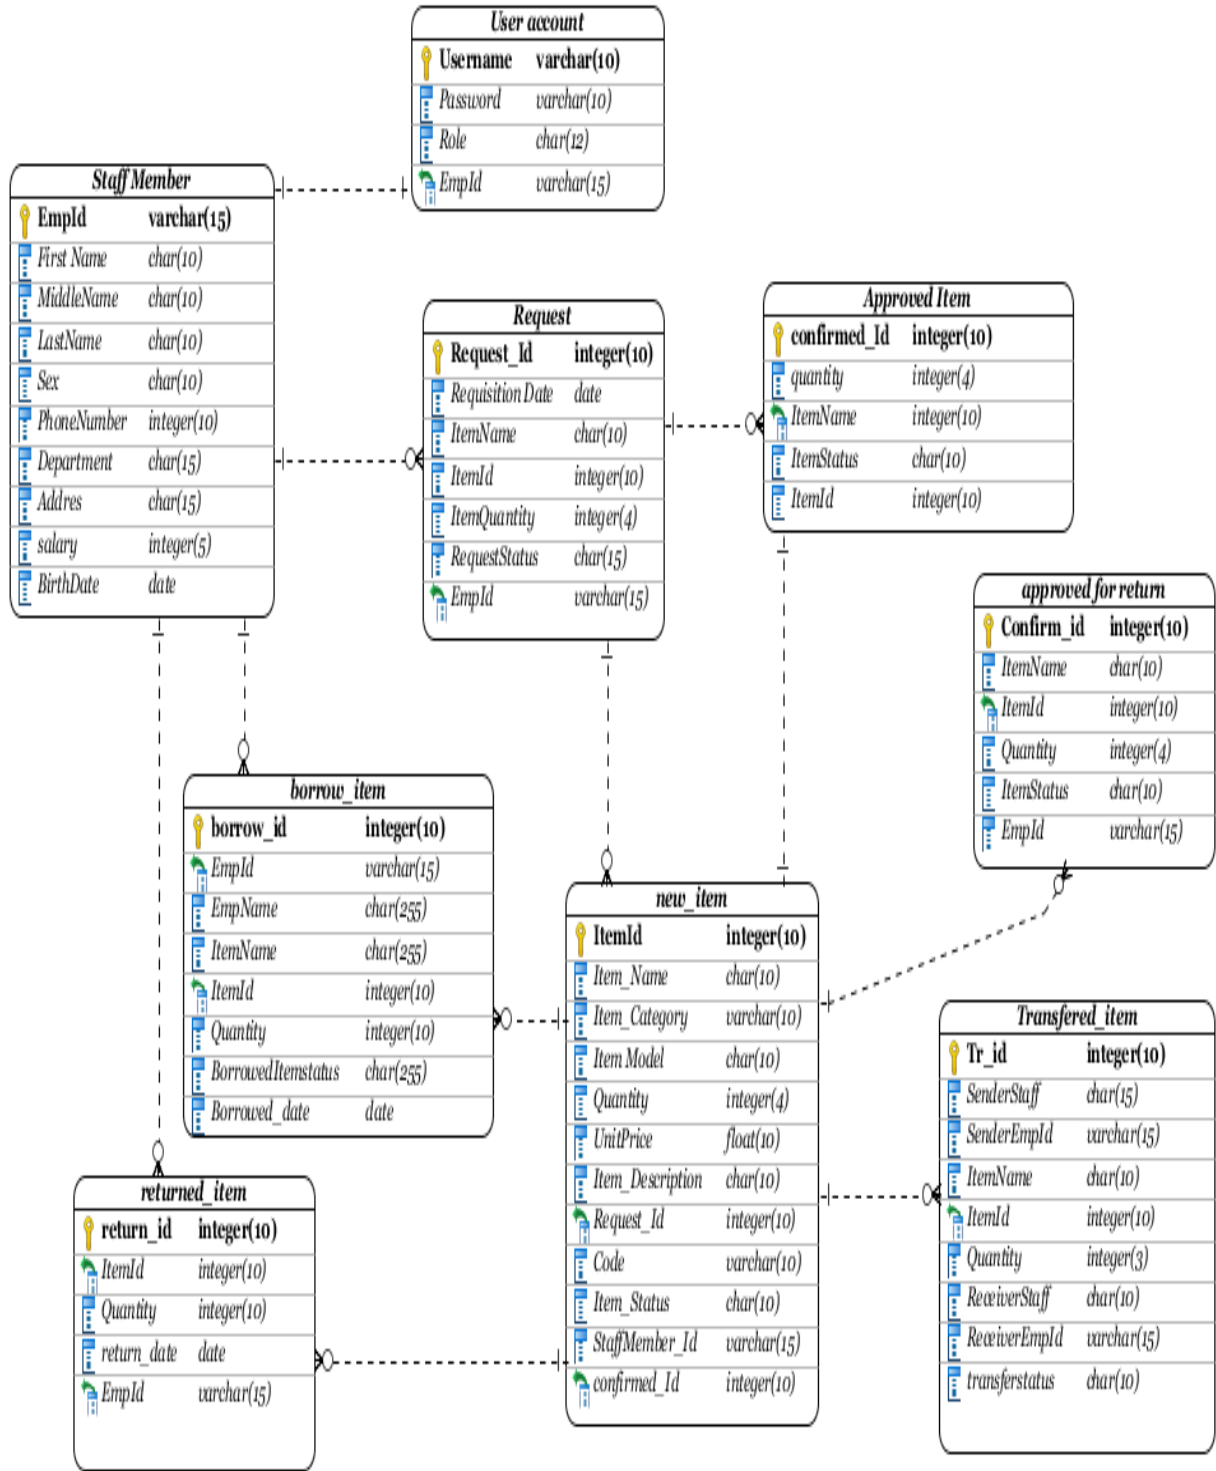 User account
Username varchar(10)
Password varchar(10)
Role char(12)
EmpId varchar(15)
Staff Member
EmpId varchar(15)
First Name char(10)
MiddleName char(10)
LastName char(10)
Sex char(10)
PhoneNumber integer(10)
Department char(15)
Addres char(15)
salary integer(5)
BirthDate date
Request
Request_Id integer(10)
Requisition Date date
ItemName char(10)
ItemId integer(10)
ItemQuantity integer(4)
RequestStatus char(15)
EmpId varchar(15)
Approved Item
confirmed_Id integer(10)
quantity integer(4)
ItemName integer(10)
ItemStatus char(10)
ItemId integer(10)
approved for return
Confirm_id integer(10)
ItemName char(10)
ItemId integer(10)
Quantity integer(4)
ItemStatus char(10)
EmpId varchar(15)
borrow_item
borrow_id integer(10)
EmpId varchar(15)
EmpName char(255)
ItemName char(255)
ItemId integer(10)
Quantity integer(10)
BorrowedItemstatus char(255)
Borrowed_date date
new_item
ItemId integer(10)
Item_Name char(10)
Item_Category varchar(10)
Item Model char(10)
Quantity integer(4)
UnitPrice float(10)
Item_Description char(10)
Request_Id integer(10)
Code varchar(10)
Item_Status char(10)
StaffMember_Id varchar(15)
confirmed_Id integer(10)
Transfered_item
Tr_id integer(10)
SenderStaff char(15)
SenderEmpId varchar(15)
ItemName char(10)
ItemId integer(10)
Quantity integer(3)
ReceiverStaff char(10)
ReceiverEmpId varchar(15)
transferstatus char(10)
returned_item
return_id integer(10)
ItemId integer(10)
Quantity integer(10)
return_date date
EmpId varchar(15)